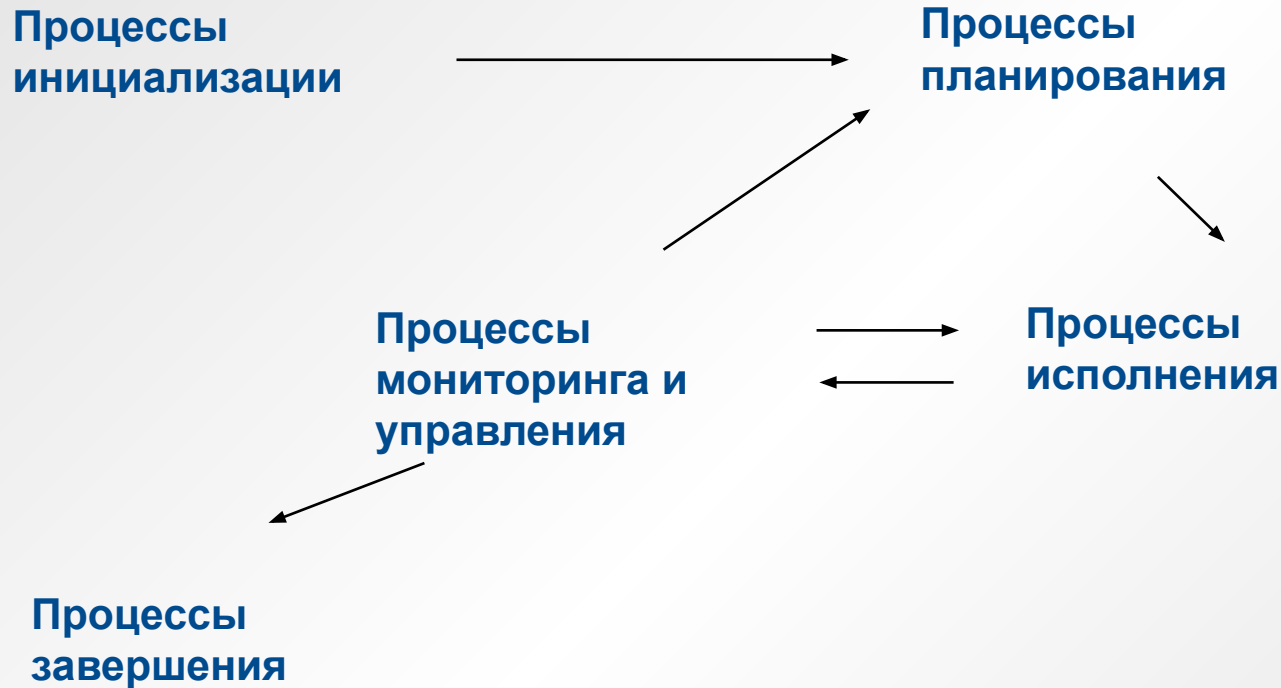 Процессы
инициализации
Процессы
планирования
Процессы
мониторинга и
управления
Процессы
исполнения
Процессы
завершения